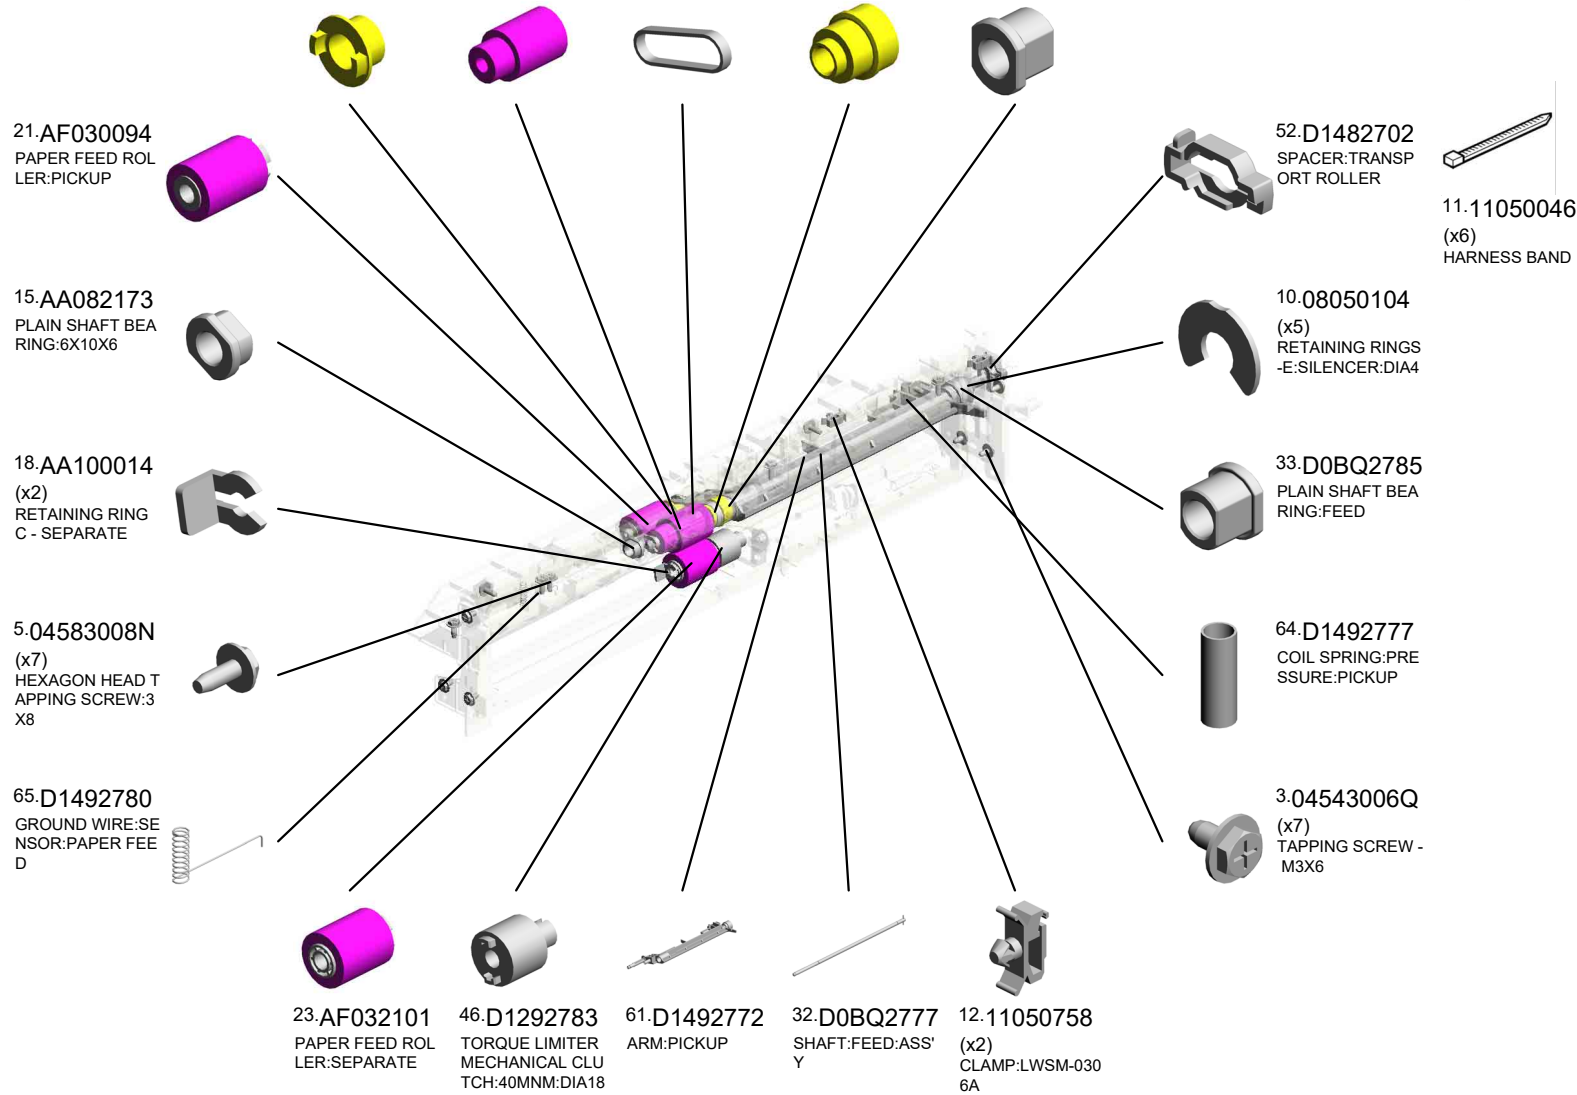 21.AF030094
PAPER FEED ROL
LER:PICKUP
15.AA082173
PLAIN SHAFT BEA
RING:6X10X6
18.AA100014
(x2)
RETAINING RING
C - SEPARATE
5.04583008N
(x7)
HEXAGON HEAD T
APPING SCREW:3
X8
65.D1492780
GROUND WIRE:SE
NSOR:PAPER FEE
D
23.AF032101
PAPER FEED ROL
LER:SEPARATE
46.D1292783
TORQUE LIMITER
MECHANICAL CLU
TCH:40MNM:DIA18
61.D1492772
ARM:PICKUP
32.D0BQ2777
SHAFT:FEED:ASS'
Y
12.11050758
(x2)
CLAMP:LWSM-030
6A
52.D1482702
SPACER:TRANSP
ORT ROLLER
11.11050046
(x6)
HARNESS BAND
10.08050104
(x5)
RETAINING RINGS
-E:SILENCER:DIA4
33.D0BQ2785
PLAIN SHAFT BEA
RING:FEED
64.D1492777
COIL SPRING:PRE
SSURE:PICKUP
3.04543006Q
(x7)
TAPPING SCREW -
M3X6